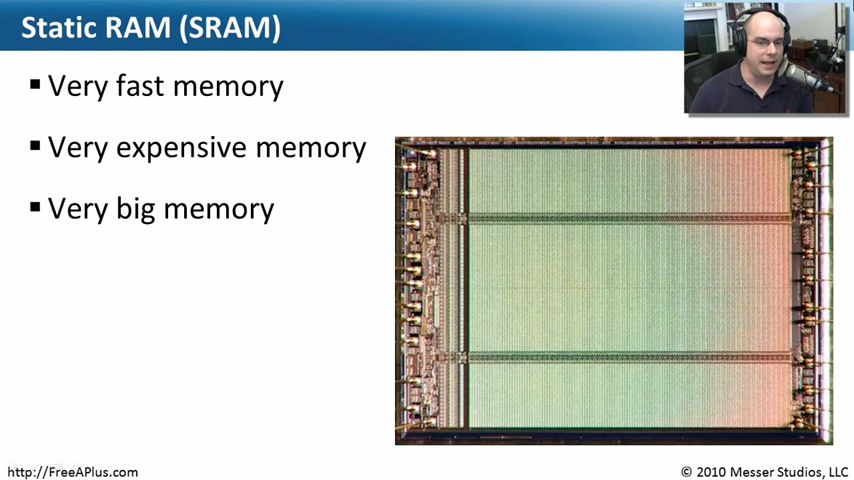 Static RAM (SRAM)
▪ Very fast memory
▪ Very expensive memory
▪ Very big memory
http://FreeAPlus.com
© 2010 Messer Studios, LLC